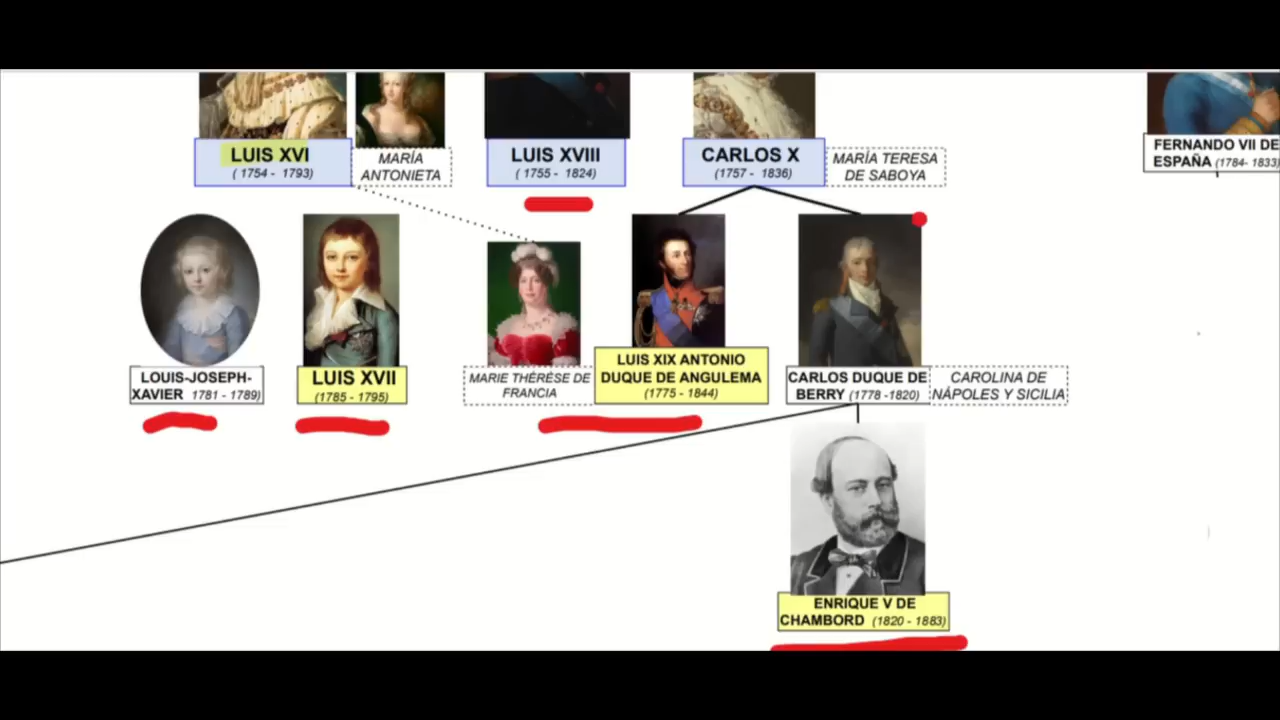 LUIS XVI
( 1754 - 1793)
MARÍA
ANTONIETA
LUIS XVIII
( 1755 - 1824)
CARLOS X
(1757 - 1836)
MARÍA TERESA
DE SABOYA
FERNANDO VII DE
ESPAÑA (1784- 1833)
LOUIS-JOSEPH-
XAVIER 1781 - 1789)
LUIS XVII
(1785 - 1795)
MARIE THÉRÉSE DE
FRANCIA
LUIS XIX ANTONIO
DUQUE DE ANGULEMA
(1775 - 1844)
CARLOS DUQUE DE
BERRY (1778 -1820)
CAROLINA DE
NÁPOLES Y SICILIA
ENRIQUE V DE
CHAMBORD (1820 - 1883)